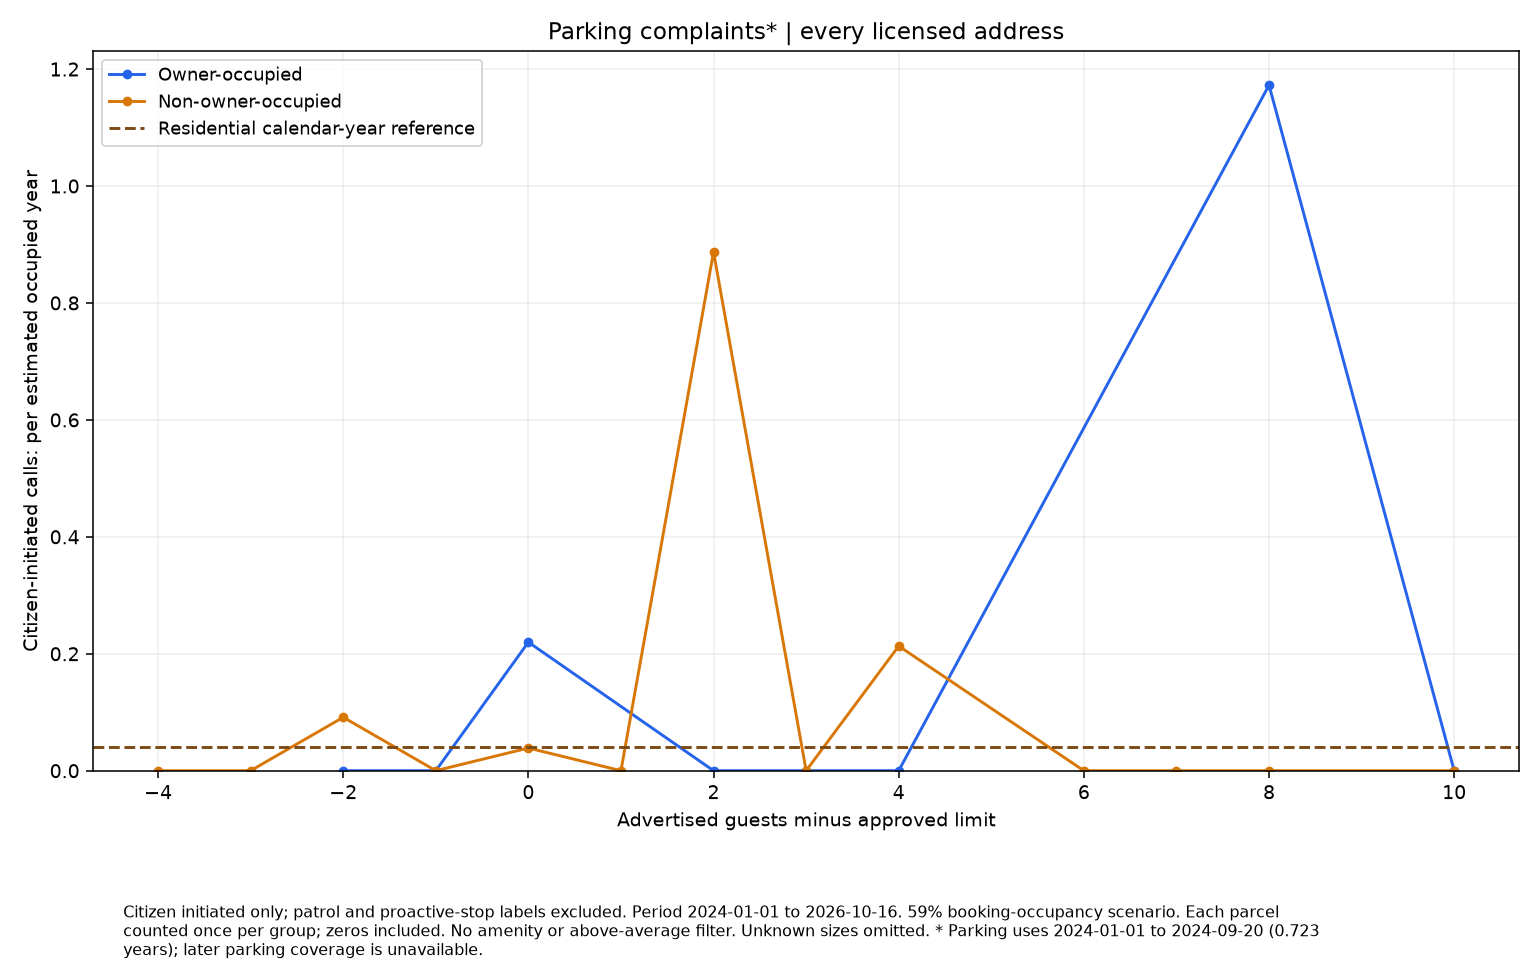 Parking complaints* | every licensed address
Owner-occupied
Non-owner-occupied
Residential calendar-year reference
Citizen-initiated calls: per estimated occupied year
1.2
1.0
0.8
0.6
0.4
0.2
0.0
−4
−2
0
2
4
6
8
10
Advertised guests minus approved limit
Citizen initiated only; patrol and proactive-stop labels excluded. Period 2024-01-01 to 2026-10-16. 59% booking-occupancy scenario. Each parcel
counted once per group; zeros included. No amenity or above-average filter. Unknown sizes omitted. * Parking uses 2024-01-01 to 2024-09-20 (0.723
years); later parking coverage is unavailable.